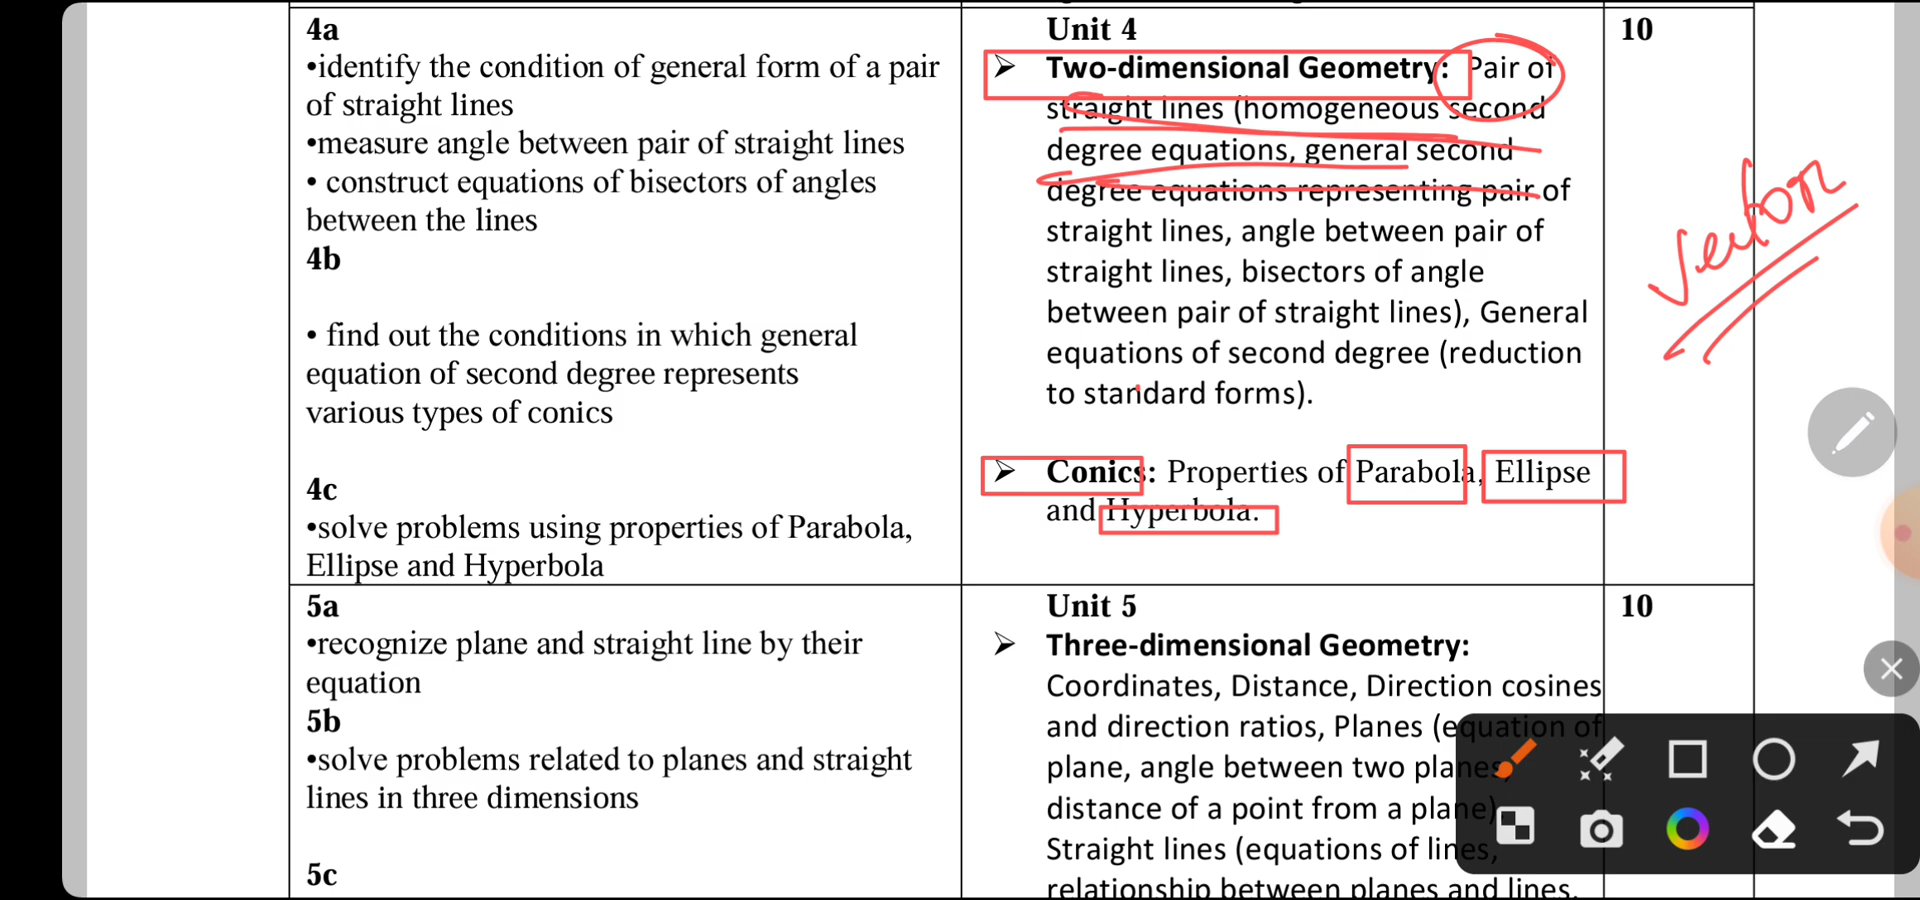 4a
•identify the condition of general form of a pair
of straight lines
•measure angle between pair of straight lines
• construct equations of bisectors of angles
between the lines
4b
• find out the conditions in which general
equation of second degree represents
various types of conics
4c
•solve problems using properties of Parabola,
Ellipse and Hyperbola
Unit 4
➢ Two-dimensional Geometry: Pair of
straight lines (homogeneous second
degree equations, general second
degree equations representing pair of
straight lines, angle between pair of
straight lines, bisectors of angle
between pair of straight lines), General
equations of second degree (reduction
to standard forms).
➢ Conics: Properties of Parabola, Ellipse
and Hyperbola.
10
5a
•recognize plane and straight line by their
equation
5b
•solve problems related to planes and straight
lines in three dimensions
5c
Unit 5
➢ Three-dimensional Geometry:
Coordinates, Distance, Direction cosines
and direction ratios, Planes (equation of
plane, angle between two planes,
distance of a point from a plane)
Straight lines (equations of lines,
relationship between planes and lines,
10